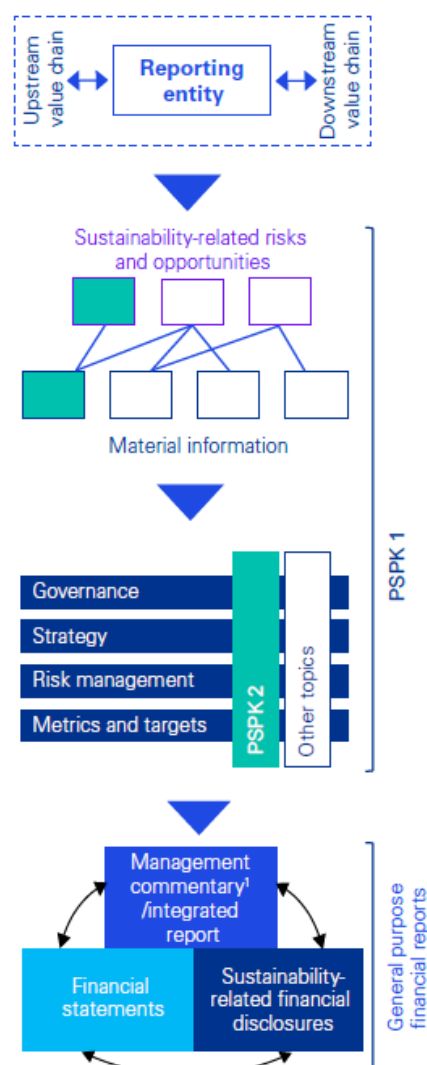 Upstream
value chain
Reporting
entity
Downstream
value chain
Sustainability-related risks
and opportunities
Material information
PSPK 1
Governance
Strategy
Risk management
Metrics and targets
PSPK 2
Other topics
Management
commentary¹
/integrated
report
Financial
statements
Sustainability-
related financial
disclosures
General purpose
financial reports